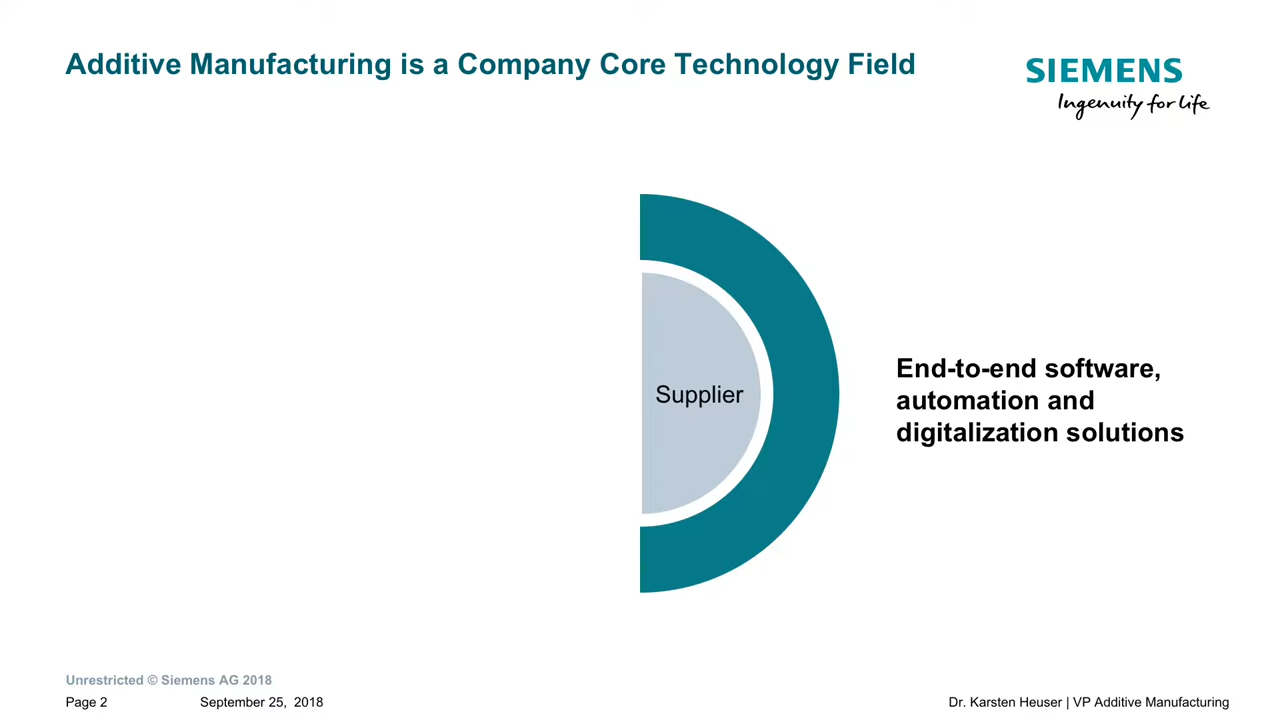 Additive Manufacturing is a Company Core Technology Field
SIEMENS
Ingenuity for life
Supplier
End-to-end software,
automation and
digitalization solutions
Unrestricted © Siemens AG 2018
Page 2 September 25, 2018 Dr. Karsten Heuser | VP Additive Manufacturing